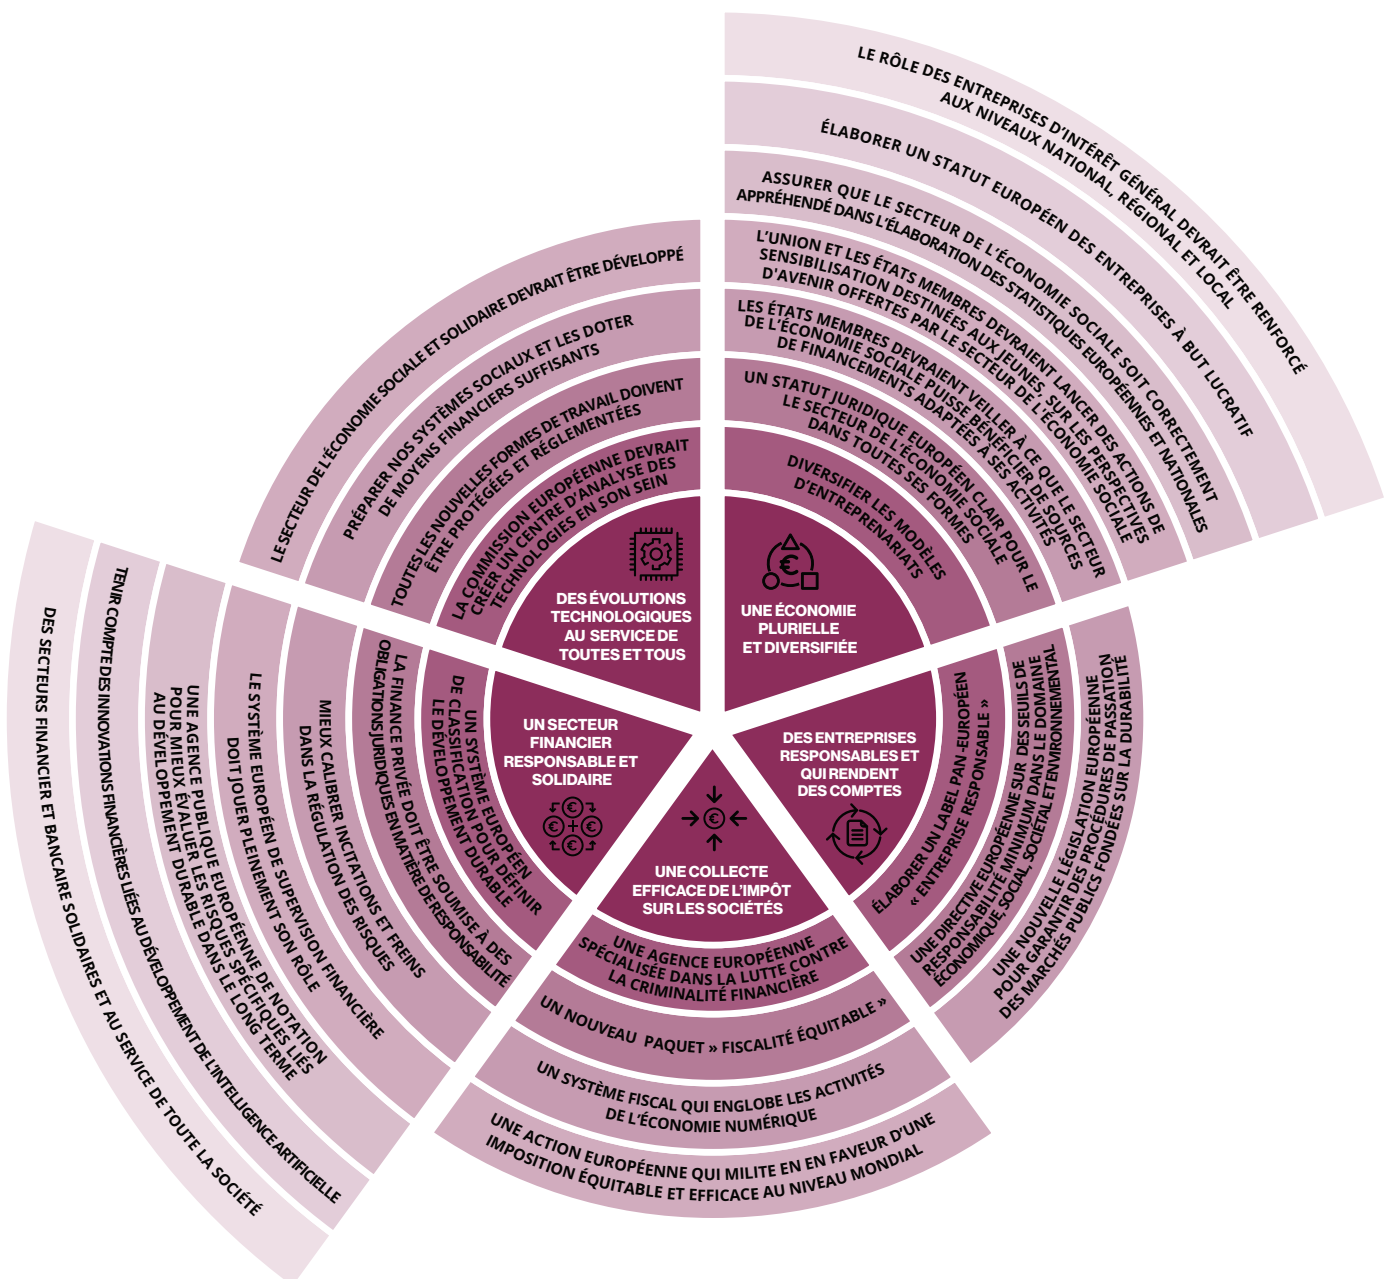 LE RÔLE DES ENTREPRISES D'INTÉRÊT GÉNÉRAL DEVRAIT ÊTRE RENFORCÉ
AUX NIVEAUX NATIONAL, RÉGIONAL ET LOCAL
ÉLABORER UN STATUT EUROPÉEN DES ENTREPRISES À BUT LUCRATIF
ASSURER QUE LE SECTEUR DE L'ÉCONOMIE SOCIALE SOIT CORRECTEMENT
APPRÉHENDÉ DANS L'ÉLABORATION DES STATISTIQUES EUROPÉENNES ET NATIONALES
L'UNION ET LES ÉTATS MEMBRES DEVRAIENT LANCER DES ACTIONS DE
SENSIBILISATION DESTINÉES AUX JEUNES, SUR LES PERSPECTIVES
D'AVENIR OFFERTES PAR LE SECTEUR DE L'ÉCONOMIE SOCIALE
LES ÉTATS MEMBRES DEVRAIENT VEILLER À CE QUE LE SECTEUR
DE L'ÉCONOMIE SOCIALE PUISSE BÉNÉFICIER DE SOURCES
DE FINANCEMENTS ADAPTÉES À SES ACTIVITÉS
UN STATUT JURIDIQUE EUROPÉEN CLAIR POUR LE
LE SECTEUR DE L'ÉCONOMIE SOCIALE
DANS TOUTES SES FORMES
DIVERSIFIER LES MODÈLES
D'ENTREPRENARIATS
UNE ÉCONOMIE
PLURIELLE
ET DIVERSIFIÉE
DES ENTREPRISES
RESPONSABLES ET
QUI RENDENT
DES COMPTES
ÉLABORER UN LABEL PAN-EUROPÉEN
« ENTREPRISE RESPONSABLE »
UNE DIRECTIVE EUROPÉENNE SUR DES SEUILS DE
RESPONSABILITÉ MINIMUM DANS LE DOMAINE
ÉCONOMIQUE, SOCIAL, SOCIÉTAL ET ENVIRONNEMENTAL
UNE NOUVELLE LÉGISLATION EUROPÉENNE
POUR GARANTIR DES PROCÉDURES DE PASSATION
DES MARCHÉS PUBLICS FONDÉES SUR LA DURABILITÉ
UNE COLLECTE
EFFICACE DE L'IMPÔT
SUR LES SOCIÉTÉS
UNE AGENCE EUROPÉENNE
SPÉCIALISÉE DANS LA LUTTE CONTRE
LA CRIMINALITÉ FINANCIÈRE
UN NOUVEAU PAQUET » FISCALITÉ ÉQUITABLE »
UN SYSTÈME FISCAL QUI ENGLOBE LES ACTIVITÉS
DE L'ÉCONOMIE NUMÉRIQUE
UNE ACTION EUROPÉENNE QUI MILITE EN EN FAVEUR D'UNE
IMPOSITION ÉQUITABLE ET EFFICACE AU NIVEAU MONDIAL
UN SECTEUR
FINANCIER
RESPONSABLE ET
SOLIDAIRE
UN SYSTÈME EUROPÉEN
DE CLASSIFICATION POUR DÉFINIR
LE DÉVELOPPEMENT DURABLE
LA FINANCE PRIVÉE DOIT ÊTRE SOUMISE À DES
OBLIGATIONS JURIDIQUES EN MATIÈRE DE RESPONSABILITÉ
MIEUX CALIBRER INCITATIONS ET FREINS
DANS LA RÉGULATION DES RISQUES
LE SYSTÈME EUROPÉEN DE SUPERVISION FINANCIÈRE
DOIT JOUER PLEINEMENT SON RÔLE
UNE AGENCE PUBLIQUE EUROPÉENNE DE NOTATION
POUR MIEUX ÉVALUER LES RISQUES SPÉCIFIQUES LIÉS
AU DÉVELOPPEMENT DURABLE DANS LE LONG TERME
TENIR COMPTE DES INNOVATIONS FINANCIÈRES LIÉES AU DÉVELOPPEMENT DE L'INTELLIGENCE ARTIFICIELLE
DES SECTEURS FINANCIER ET BANCAIRE SOLIDAIRES ET AU SERVICE DE TOUTE LA SOCIÉTÉ
DES ÉVOLUTIONS
TECHNOLOGIQUES
AU SERVICE DE
TOUTES ET TOUS
LA COMMISSION EUROPÉENNE DEVRAIT
CRÉER UN CENTRE D'ANALYSE DES
TECHNOLOGIES EN SON SEIN
TOUTES LES NOUVELLES FORMES DE TRAVAIL DOIVENT
ÊTRE PROTÉGÉES ET RÉGLEMENTÉES
PRÉPARER NOS SYSTÈMES SOCIAUX ET LES DOTER
DE MOYENS FINANCIERS SUFFISANTS
LE SECTEUR DE L'ÉCONOMIE SOCIALE ET SOLIDAIRE DEVRAIT ÊTRE DÉVELOPPÉ